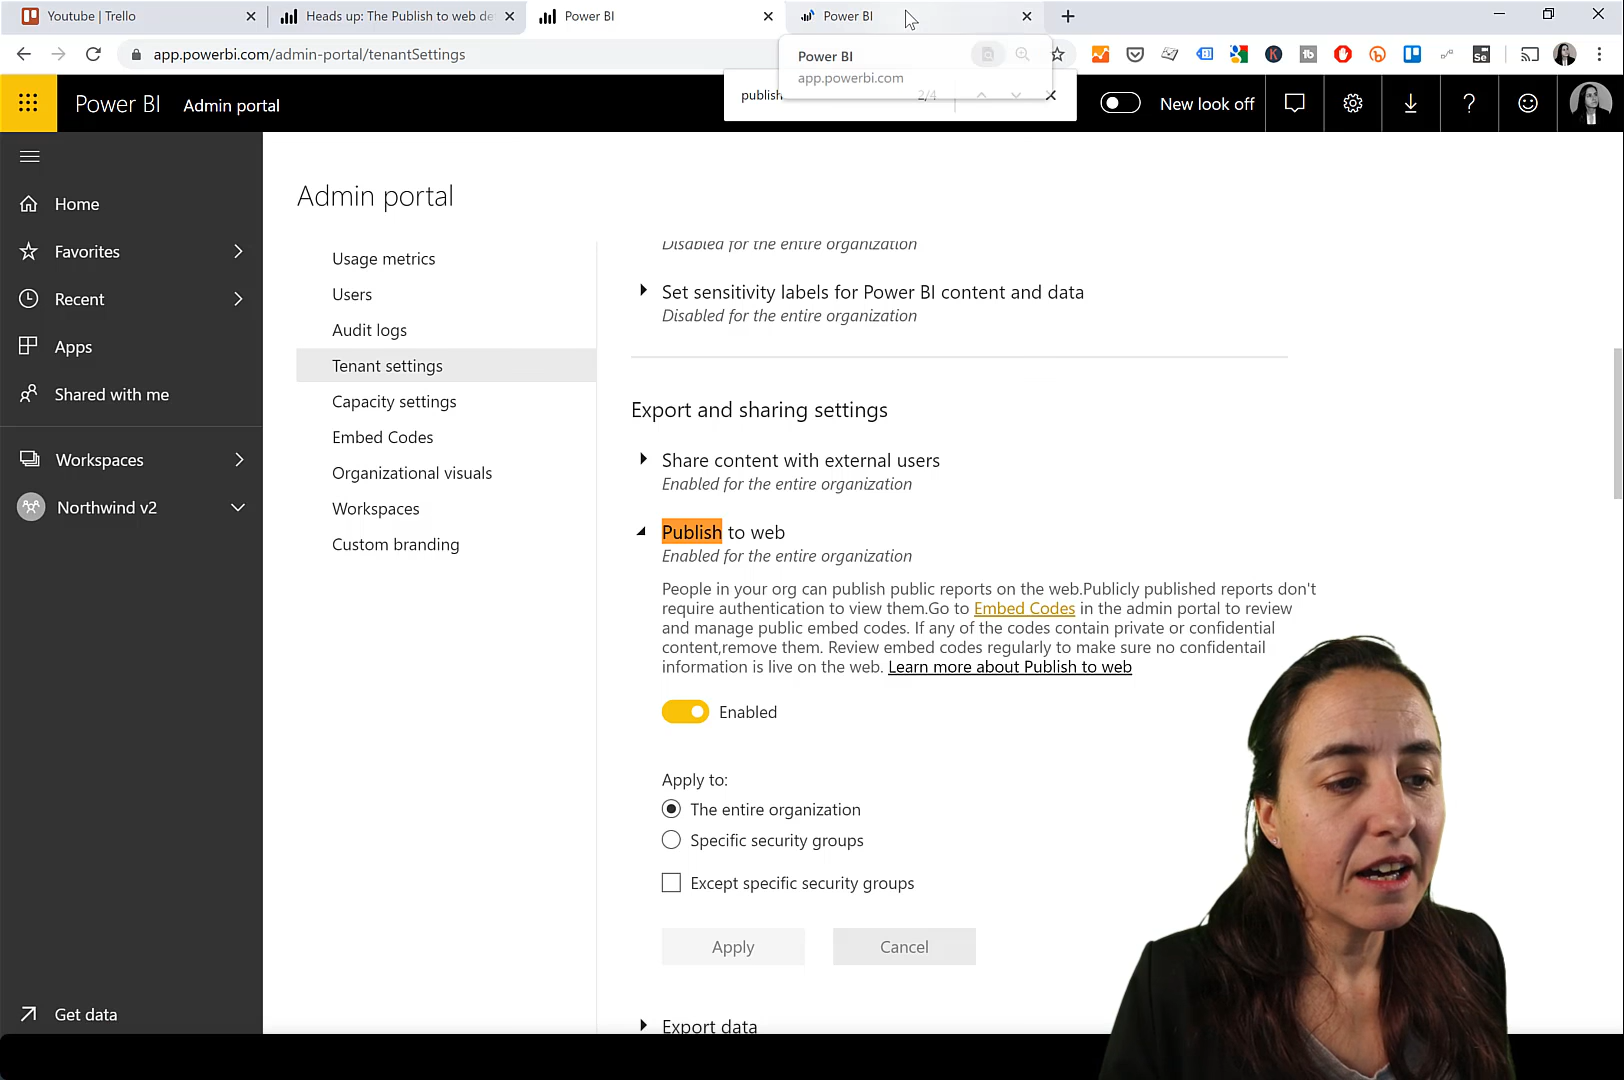 Youtube | Trello
Heads up: The Publish to web de
Power BI
Power BI
app.powerbi.com/admin-portal/tenantSettings
Power BI
app.powerbi.com
publish
2/4
Power BI
Admin portal
New look off
Home
Favorites
Recent
Apps
Shared with me
Workspaces
Northwind v2
Get data
Admin portal
Usage metrics
Users
Audit logs
Tenant settings
Capacity settings
Embed Codes
Organizational visuals
Workspaces
Custom branding
Disabled for the entire organization
Set sensitivity labels for Power BI content and data
Disabled for the entire organization
Export and sharing settings
Share content with external users
Enabled for the entire organization
Publish to web
Enabled for the entire organization
People in your org can publish public reports on the web.Publicly published reports don't
require authentication to view them.Go to Embed Codes in the admin portal to review
and manage public embed codes. If any of the codes contain private or confidential
content,remove them. Review embed codes regularly to make sure no confidentail
information is live on the web. Learn more about Publish to web
Enabled
Apply to:
The entire organization
Specific security groups
Except specific security groups
Apply
Cancel
Export data